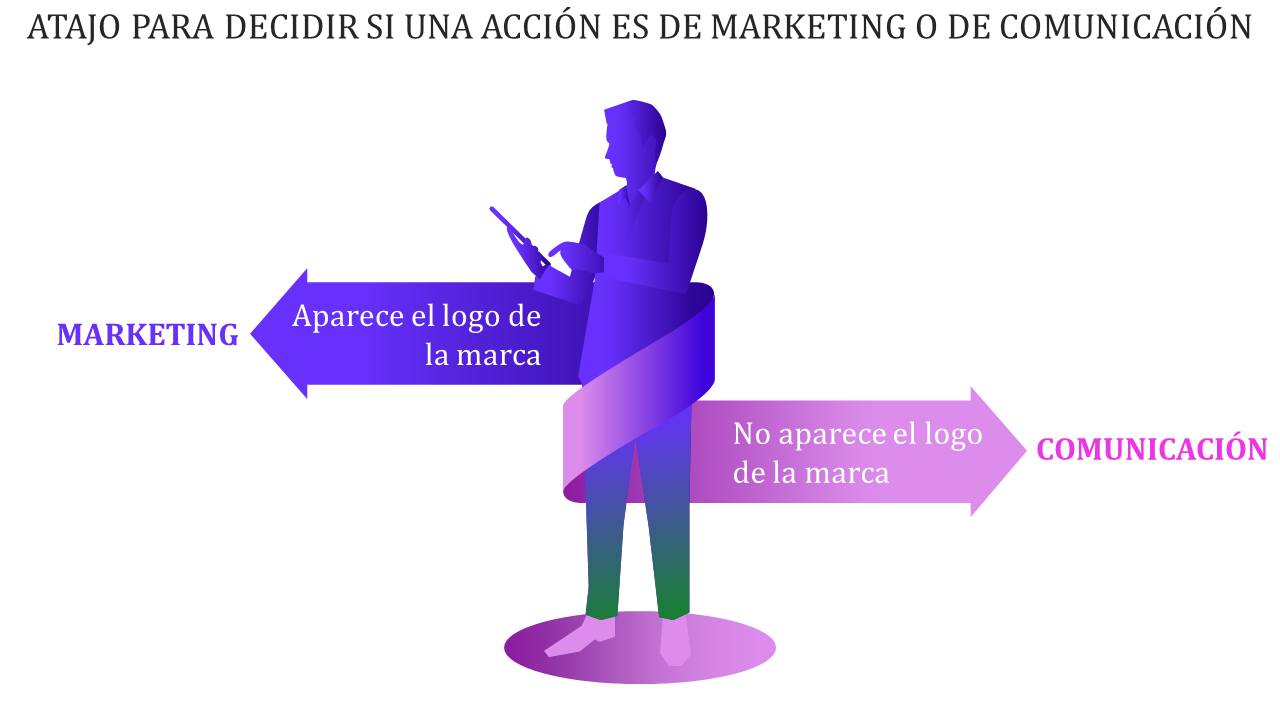 ATAJO PARA DECIDIR SI UNA ACCIÓN ES DE MARKETING O DE COMUNICACIÓN
MARKETING
Aparece el logo de
la marca
No aparece el logo
de la marca
COMUNICACIÓN